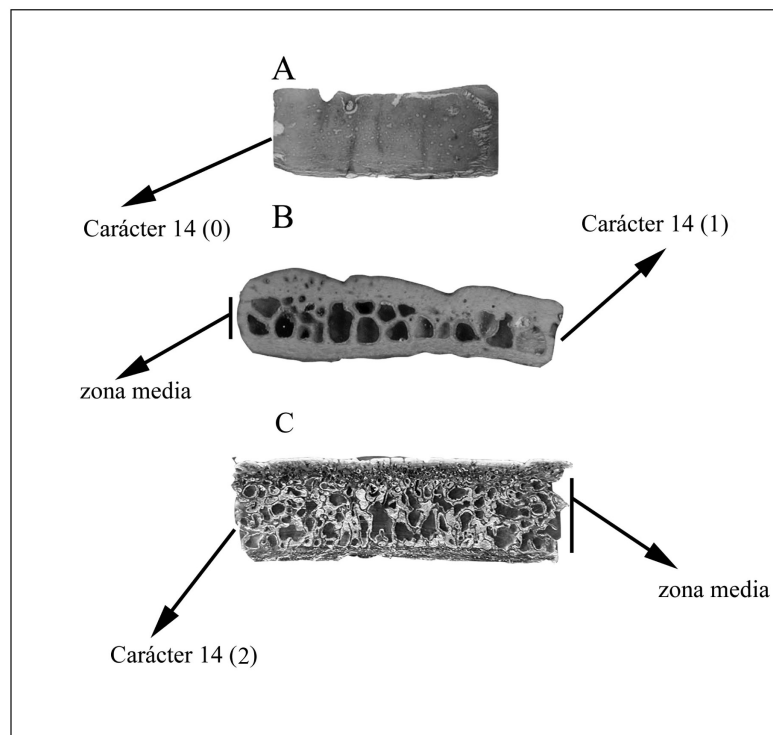 A
Carácter 14 (0)
B
Carácter 14 (1)
zona media
C
zona media
Carácter 14 (2)